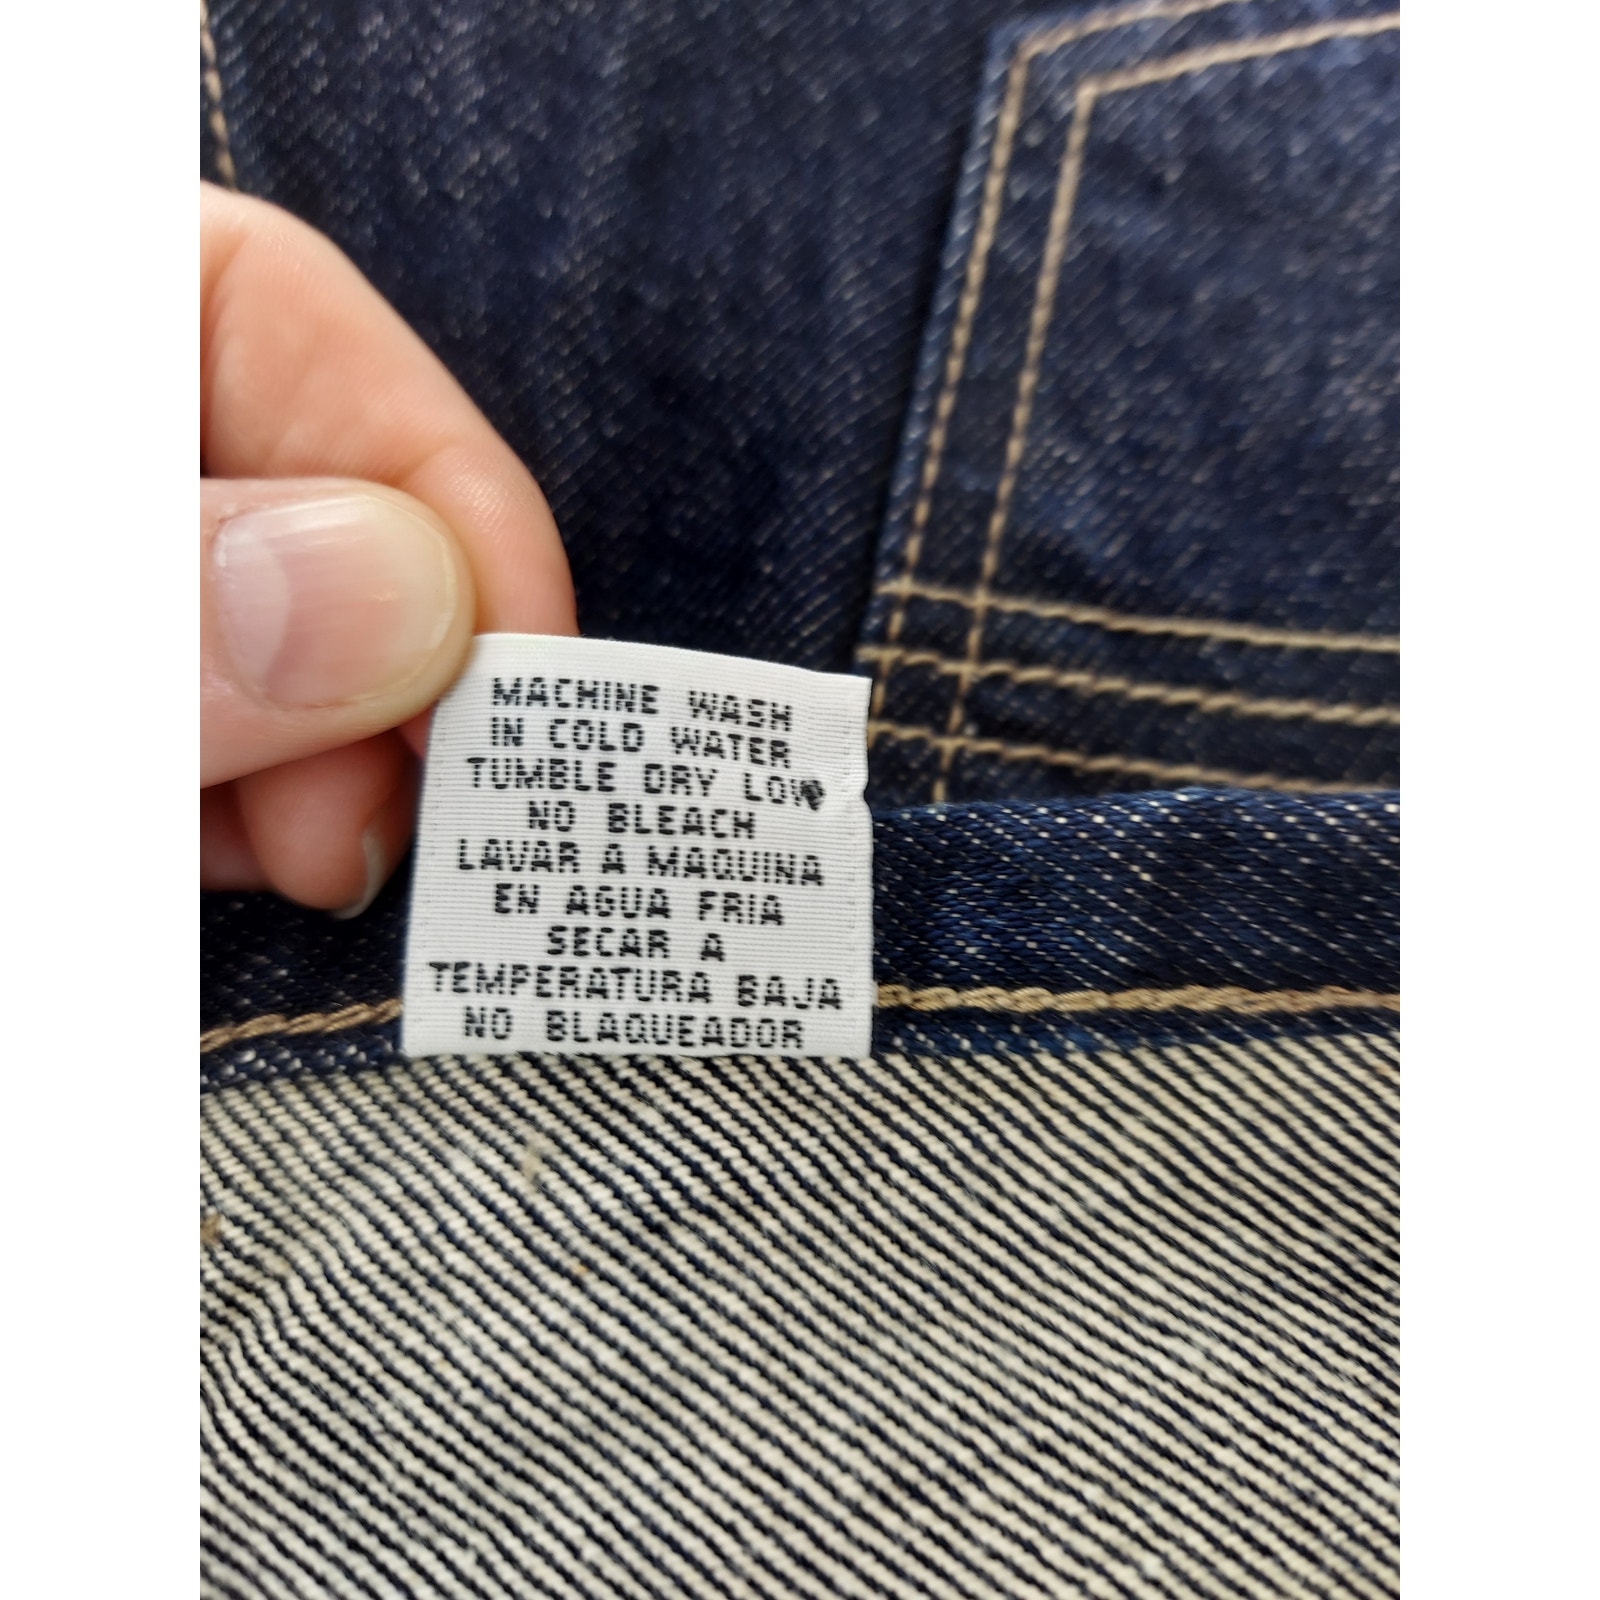 MACHINE WASH
IN COLD WATER
TUMBLE DRY LOW
NO BLEACH
LAVAR A MAQUINA
EN AGUA FRIA
SECAR A
TEMPERATURA BAJA
NO BLAQUEADOR